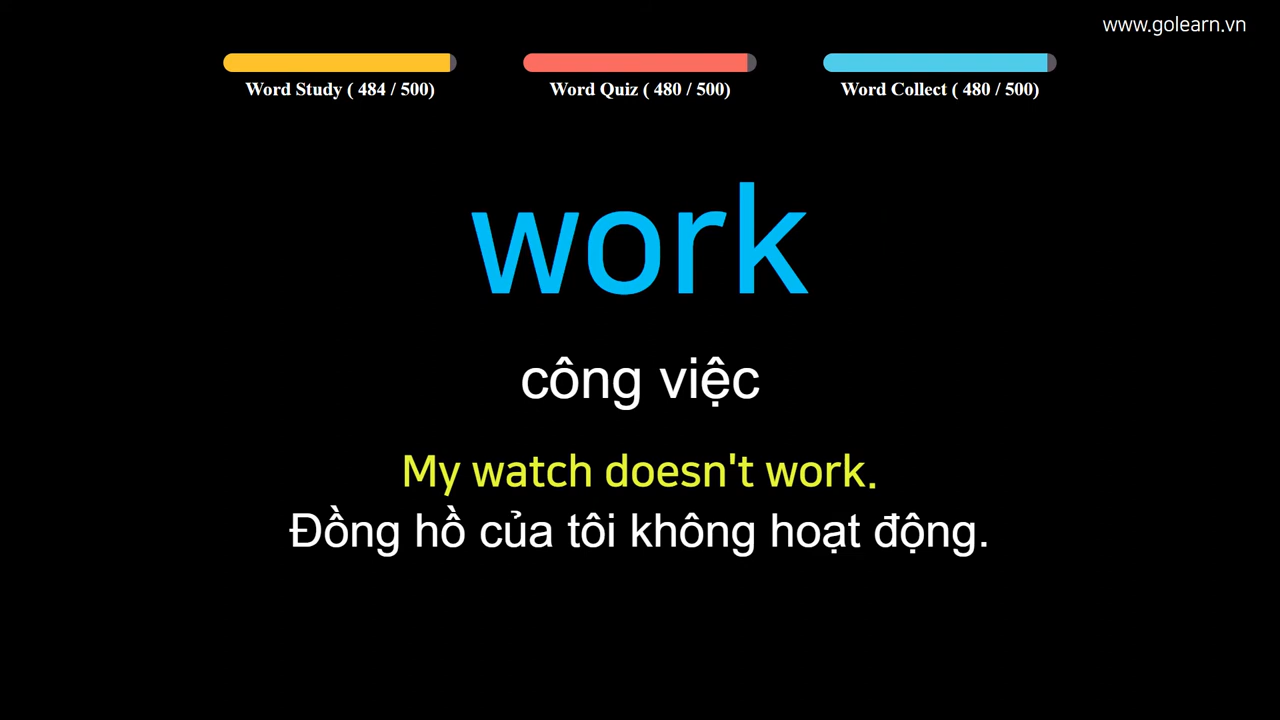 www.golearn.vn
Word Study ( 484 / 500)
Word Quiz ( 480 / 500)
Word Collect ( 480 / 500)
work
công việc
My watch doesn't work.
Đồng hồ của tôi không hoạt động.